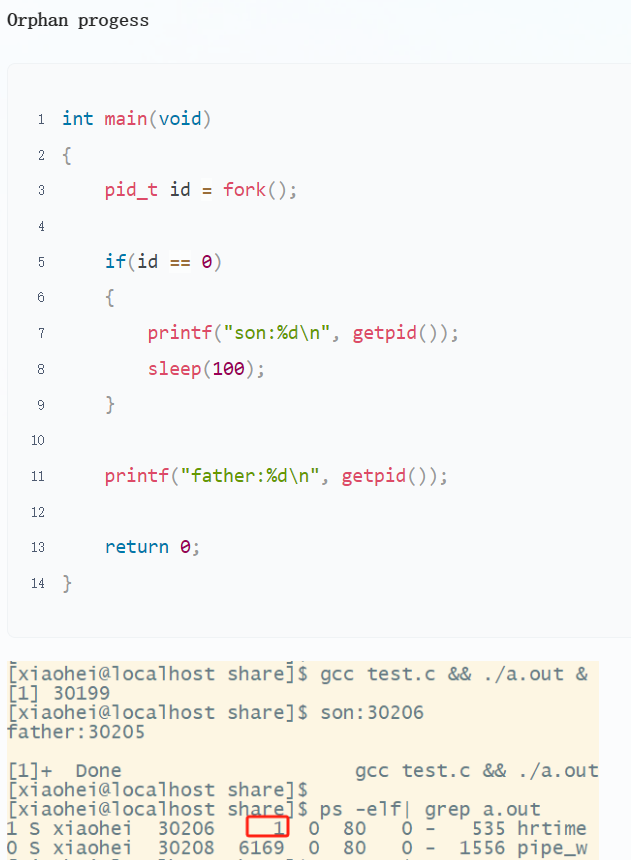 Orphan progess
1 int main(void)
2 {
3     pid_t id = fork();
4
5     if(id == 0)
6     {
7         printf("son:%d\n", getpid());
8         sleep(100);
9     }
10
11     printf("father:%d\n", getpid());
12
13     return 0;
14 }
[xiaohei@localhost share]$ gcc test.c && ./a.out &
[1] 30199
[xiaohei@localhost share]$ son:30206
father:30205
[1]+  Done                    gcc test.c && ./a.out
[xiaohei@localhost share]$
[xiaohei@localhost share]$ ps -elf| grep a.out
1 S xiaohei  30206     1  0  80   0 -   535 hrtime
0 S xiaohei  30208  6169  0  80   0 -  1556 pipe_w